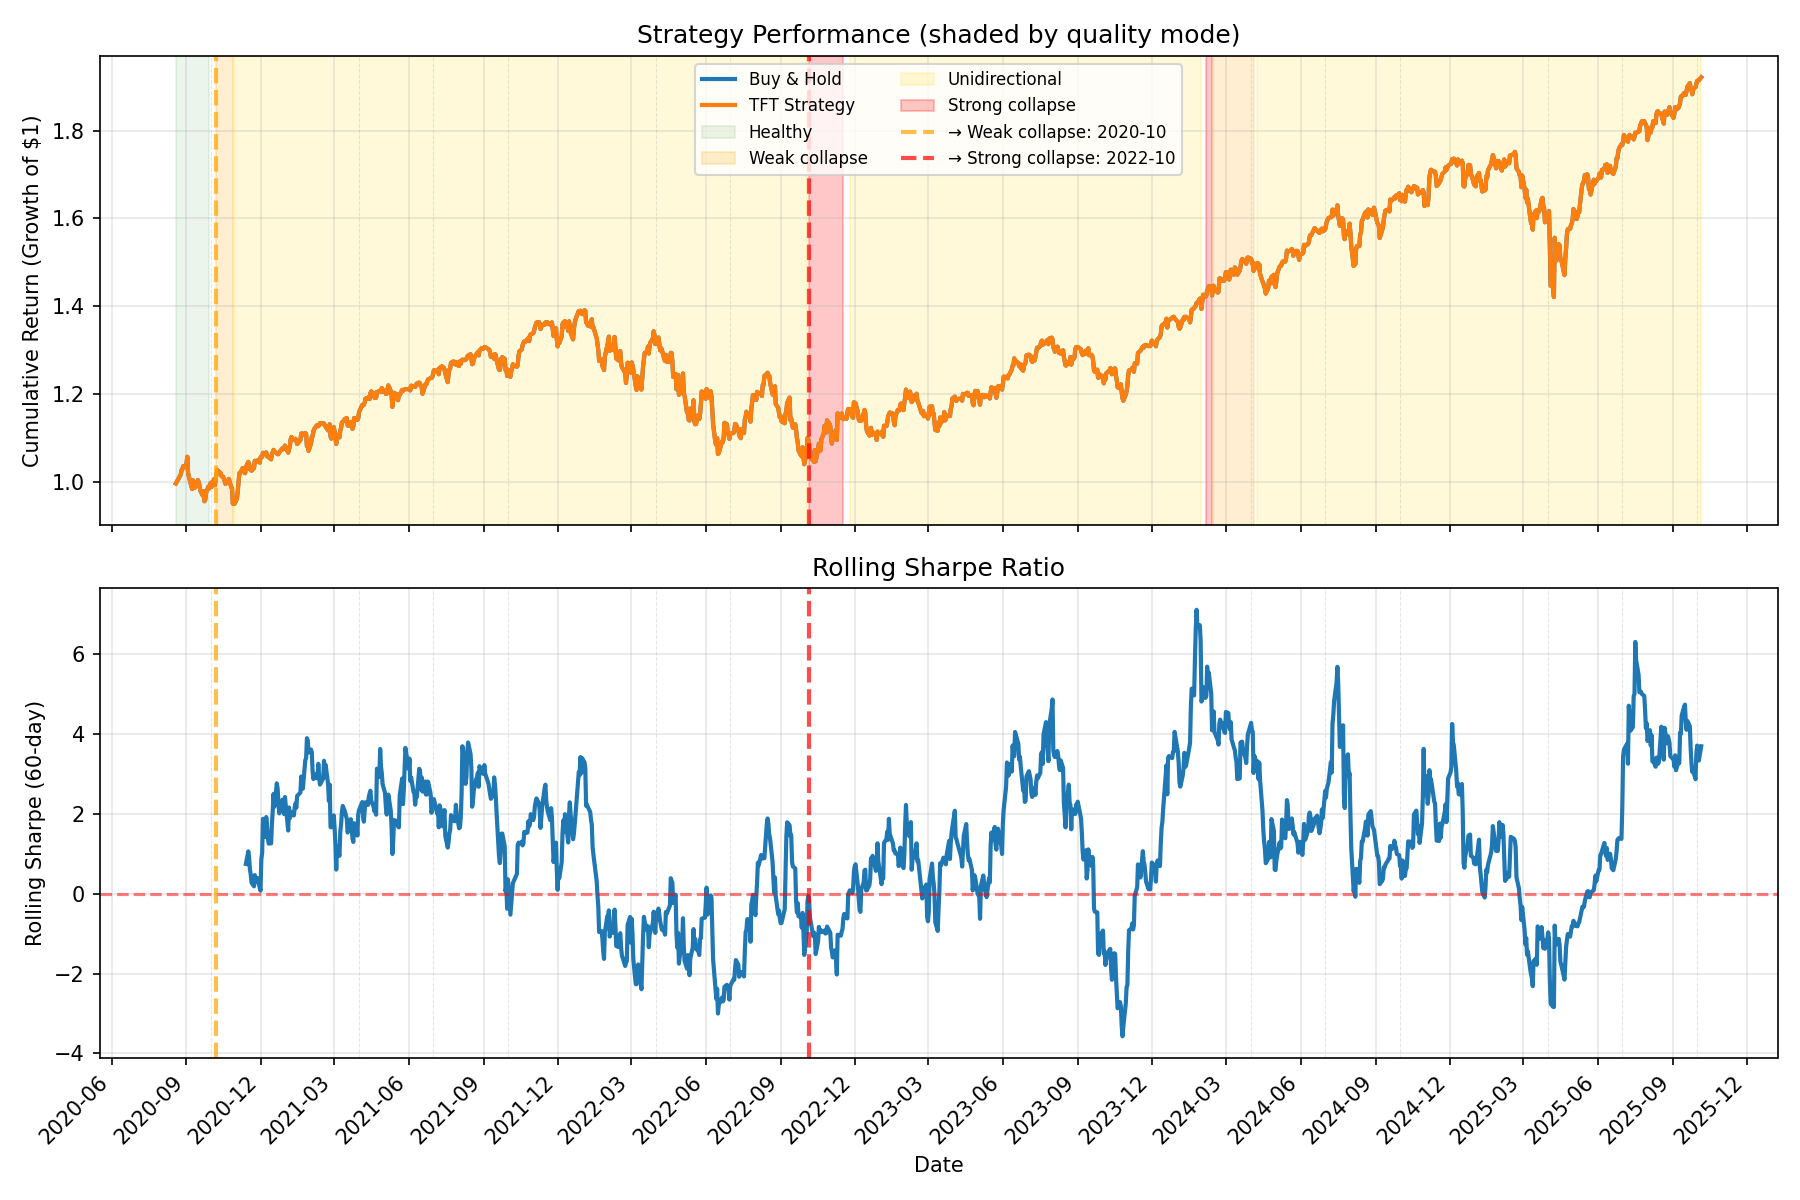 Strategy Performance (shaded by quality mode)
Cumulative Return (Growth of $1)
1.8
1.6
1.4
1.2
1.0
Buy & Hold
TFT Strategy
Healthy
Weak collapse
Unidirectional
Strong collapse
→ Weak collapse: 2020-10
→ Strong collapse: 2022-10
Rolling Sharpe Ratio
Rolling Sharpe (60-day)
6
4
2
0
−2
−4
2020-06
2020-09
2020-12
2021-03
2021-06
2021-09
2021-12
2022-03
2022-06
2022-09
2022-12
2023-03
2023-06
2023-09
2023-12
2024-03
2024-06
2024-09
2024-12
2025-03
2025-06
2025-09
2025-12
Date